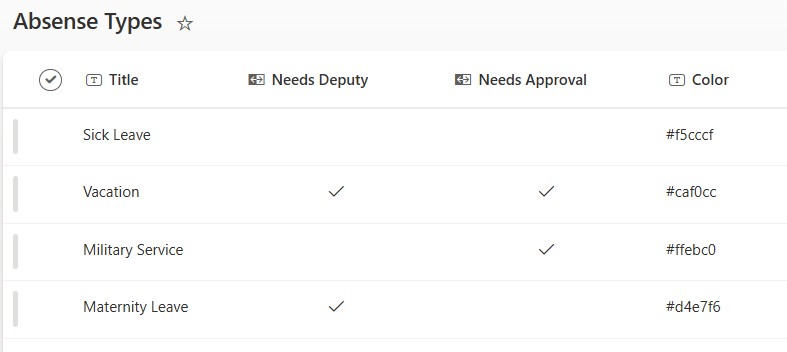 Absense Types
Title Needs Deputy Needs Approval Color
Sick Leave #f5cccf
Vacation #caf0cc
Military Service #ffebc0
Maternity Leave #d4e7f6